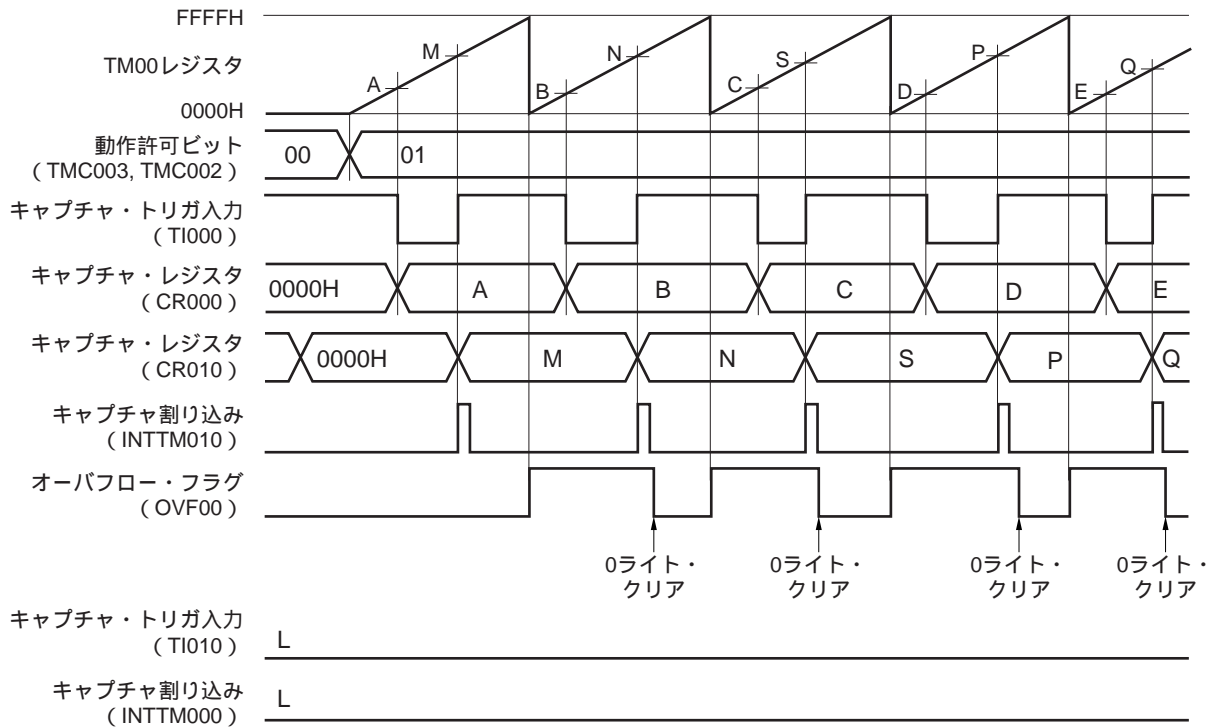 FFFFH
TM00レジスタ
0000H
A M B N C S D P E Q
動作許可ビット
（TMC003, TMC002）
00 01
キャプチャ・トリガ入力
（TI000）
キャプチャ・レジスタ
（CR000）
0000H A B C D E
キャプチャ・レジスタ
（CR010）
0000H M N S P Q
キャプチャ割り込み
（INTTM010）
オーバフロー・フラグ
（OVF00）
0ライト・ 0ライト・ 0ライト・ 0ライト・
クリア クリア クリア クリア
キャプチャ・トリガ入力
（TI010）
L
キャプチャ割り込み
（INTTM000）
L